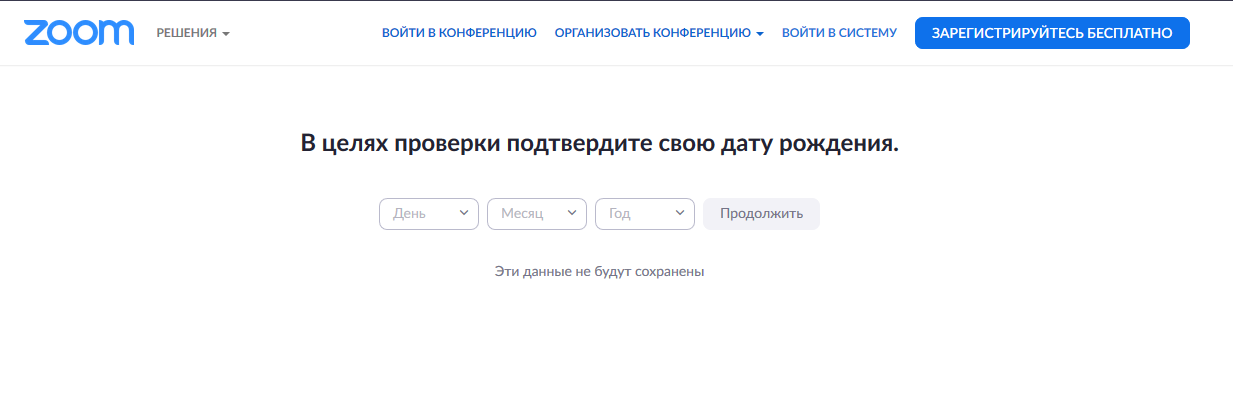 zoom РЕШЕНИЯ ВОЙТИ В КОНФЕРЕНЦИЮ ОРГАНИЗОВАТЬ КОНФЕРЕНЦИЮ ВОЙТИ В СИСТЕМУ ЗАРЕГИСТРИРУЙТЕСЬ БЕСПЛАТНО
В целях проверки подтвердите свою дату рождения.
День Месяц Год Продолжить
Эти данные не будут сохранены